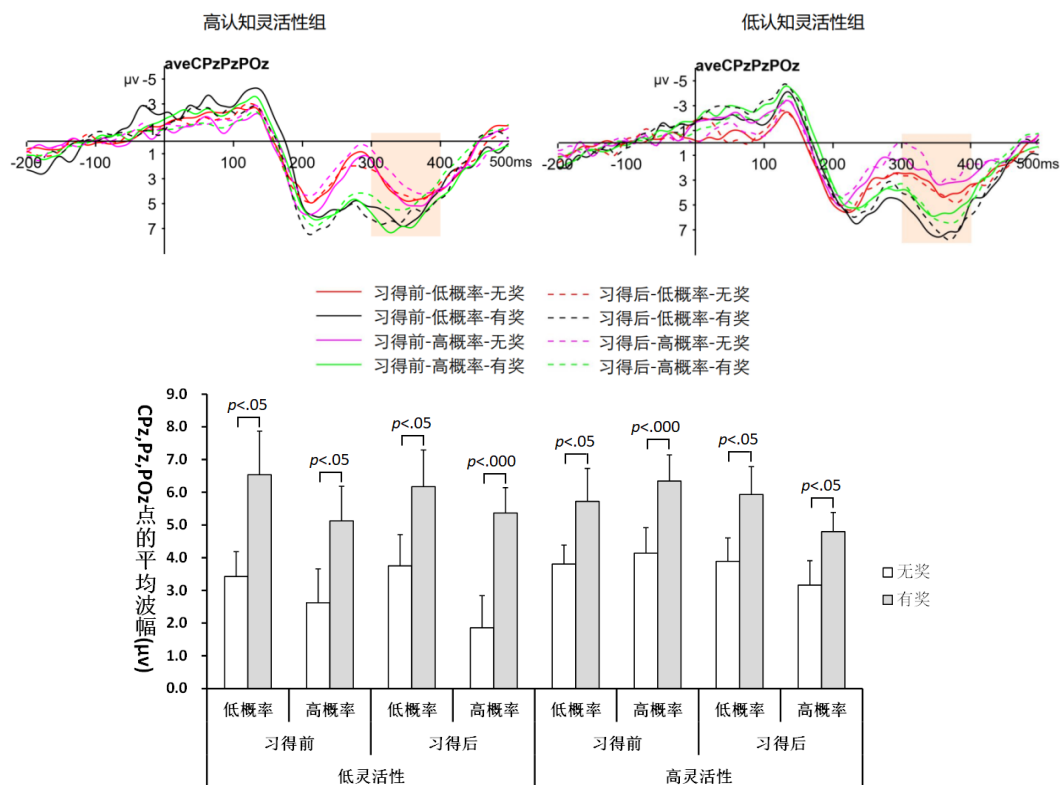 高认知灵活性组
低认知灵活性组
aveCPzPzPOz
μv -5
-3
-200 -100 100 200 300 400 500ms
1
3
5
7
aveCPzPzPOz
μv -5
-3
-200 -100 100 200 300 400 500ms
1
3
5
7
习得前-低概率-无奖 习得后-低概率-无奖
习得前-低概率-有奖 习得后-低概率-有奖
习得前-高概率-无奖 习得后-高概率-无奖
习得前-高概率-有奖 习得后-高概率-有奖
CPz,Pz,POz点的平均波幅(μv)
9.0
8.0
7.0
6.0
5.0
4.0
3.0
2.0
1.0
0.0
p<.05 p<.05 p<.05 p<.000 p<.05 p<.000 p<.05 p<.05
无奖
有奖
低概率 高概率 低概率 高概率 低概率 高概率 低概率 高概率
习得前 习得后 习得前 习得后
低灵活性 高灵活性